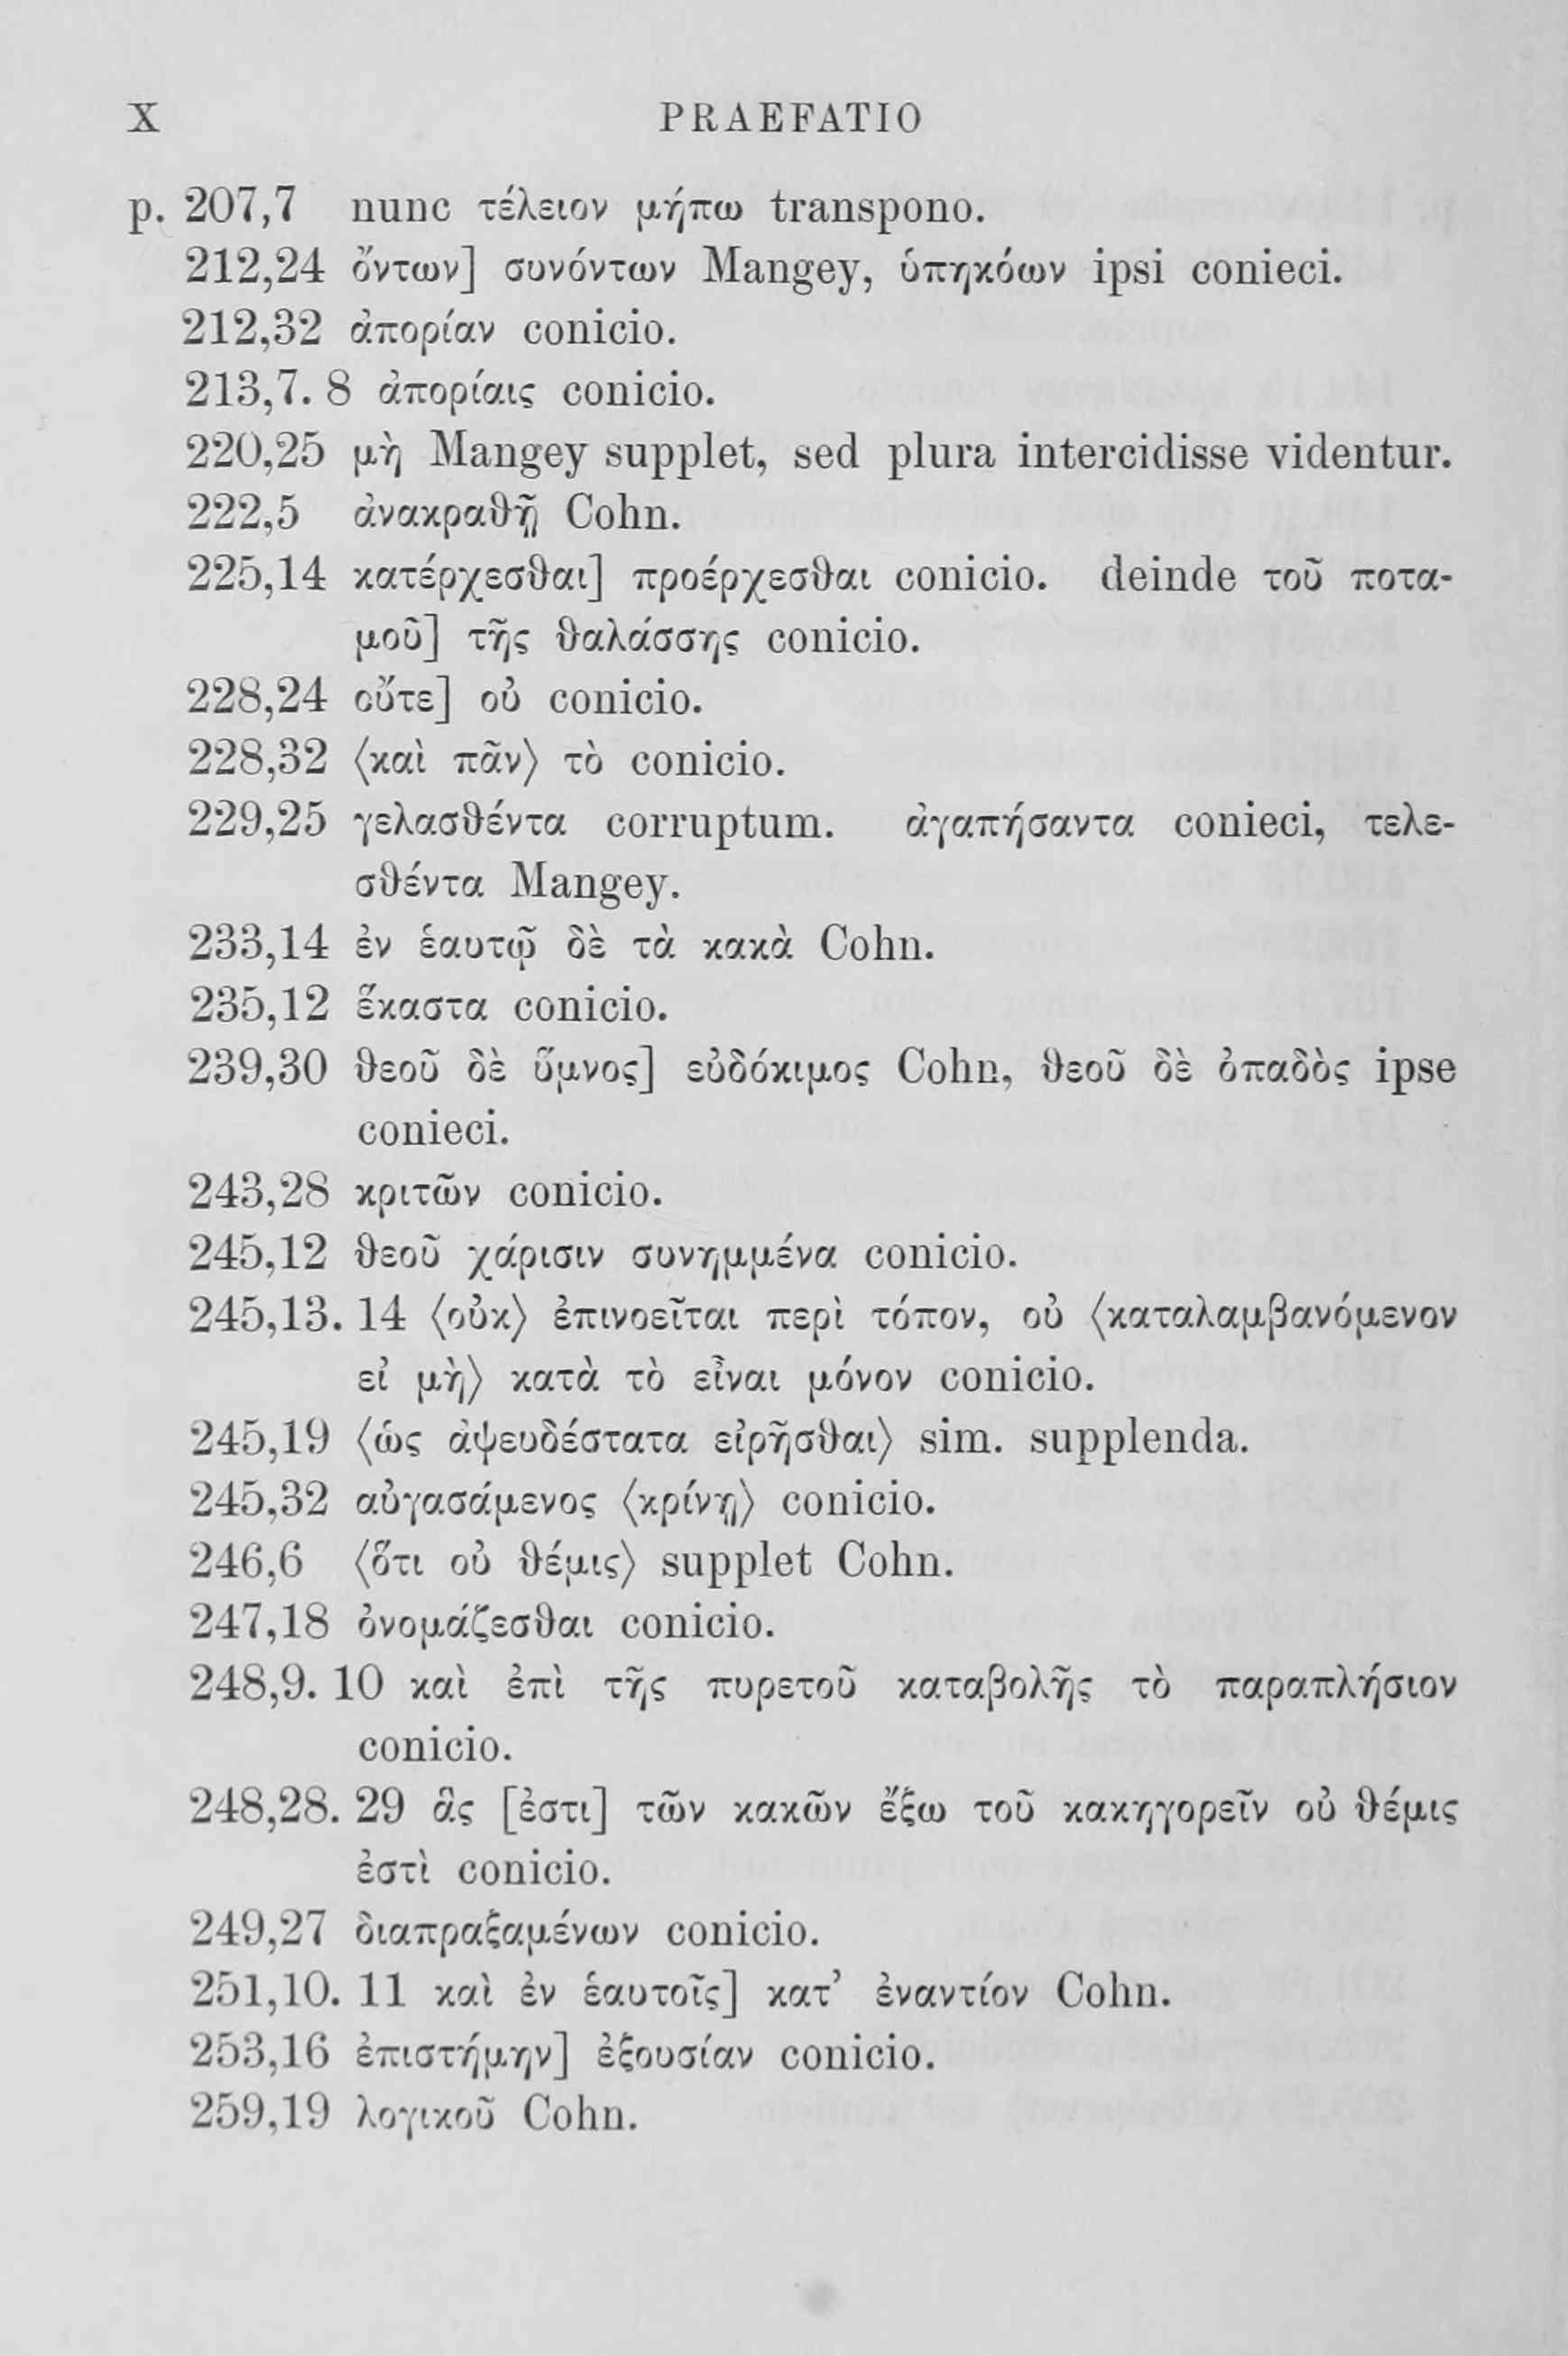 X PRAEFATIO
p. 207,7 nunc τέλειον μήπω transpono.
212,24 ὄντων] συνόντων Mangey, ὑπηκόων ipsi conieci.
212,32 ἀπορίαν conicio.
213,7. 8 ἀπορίαις conicio.
220,25 μὴ Mangey supplet, sed plura intercidisse videntur.
222,5 ἀνακραθῇ Cohn.
225,14 κατέρχεσθαι] προέρχεσθαι conicio. deinde τοῦ ποτα-
μοῦ] τῆς θαλάσσης conicio.
228,24 οὔτε] οὐ conicio.
228,32 ⟨καὶ πᾶν⟩ τὸ conicio.
229,25 γελασθέντα corruptum. ἀγαπήσαντα conieci, τελε-
σθέντα Mangey.
233,14 ἐν ἑαυτῷ δὲ τὰ κακὰ Cohn.
235,12 ἕκαστα conicio.
239,30 θεοῦ δὲ ὕμνος] εὐδόκιμος Cohn, θεοῦ δὲ ὀπαδὸς ipse
conieci.
243,28 κριτῶν conicio.
245,12 θεοῦ χάρισιν συνημμένα conicio.
245,13. 14 ⟨οὐκ⟩ ἐπινοεῖται περὶ τόπον, οὐ ⟨καταλαμβανόμενον
εἰ μὴ⟩ κατὰ τὸ εἶναι μόνον conicio.
245,19 ⟨ὡς ἀψευδέστατα εἰρῆσθαι⟩ sim. supplenda.
245,32 αὐγασάμενος ⟨κρίνῃ⟩ conicio.
246,6 ⟨ὅτι οὐ θέμις⟩ supplet Cohn.
247,18 ὀνομάζεσθαι conicio.
248,9. 10 καὶ ἐπὶ τῆς πυρετοῦ καταβολῆς τὸ παραπλήσιον
conicio.
248,28. 29 ἃς [ἐστι] τῶν κακῶν ἔξω τοῦ κακηγορεῖν οὐ θέμις
ἐστὶ conicio.
249,27 διαπραξαμένων conicio.
251,10. 11 καὶ ἐν ἑαυτοῖς] κατ’ ἐναντίον Cohn.
253,16 ἐπιστήμην] ἐξουσίαν conicio.
259,19 λογικοῦ Cohn.